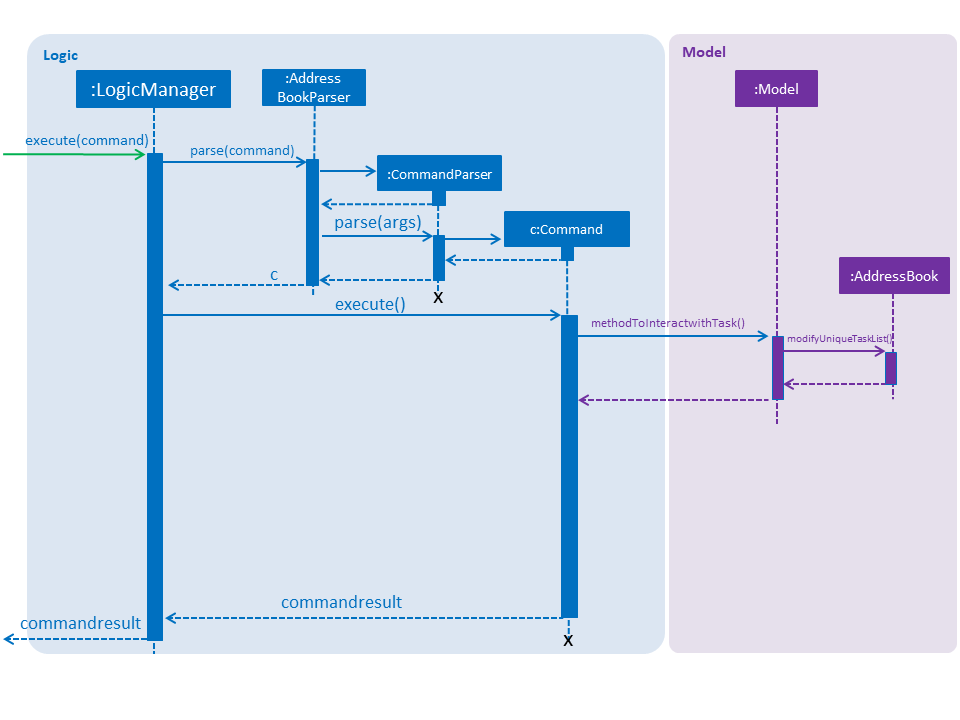 Logic
Model
:LogicManager
:Address
BookParser
:Model
execute(command)
parse(command)
:CommandParser
parse(args)
c:Command
c
:AddressBook
X
execute()
methodToInteractwithTask()
modifyUniqueTaskList()
commandresult
commandresult
X